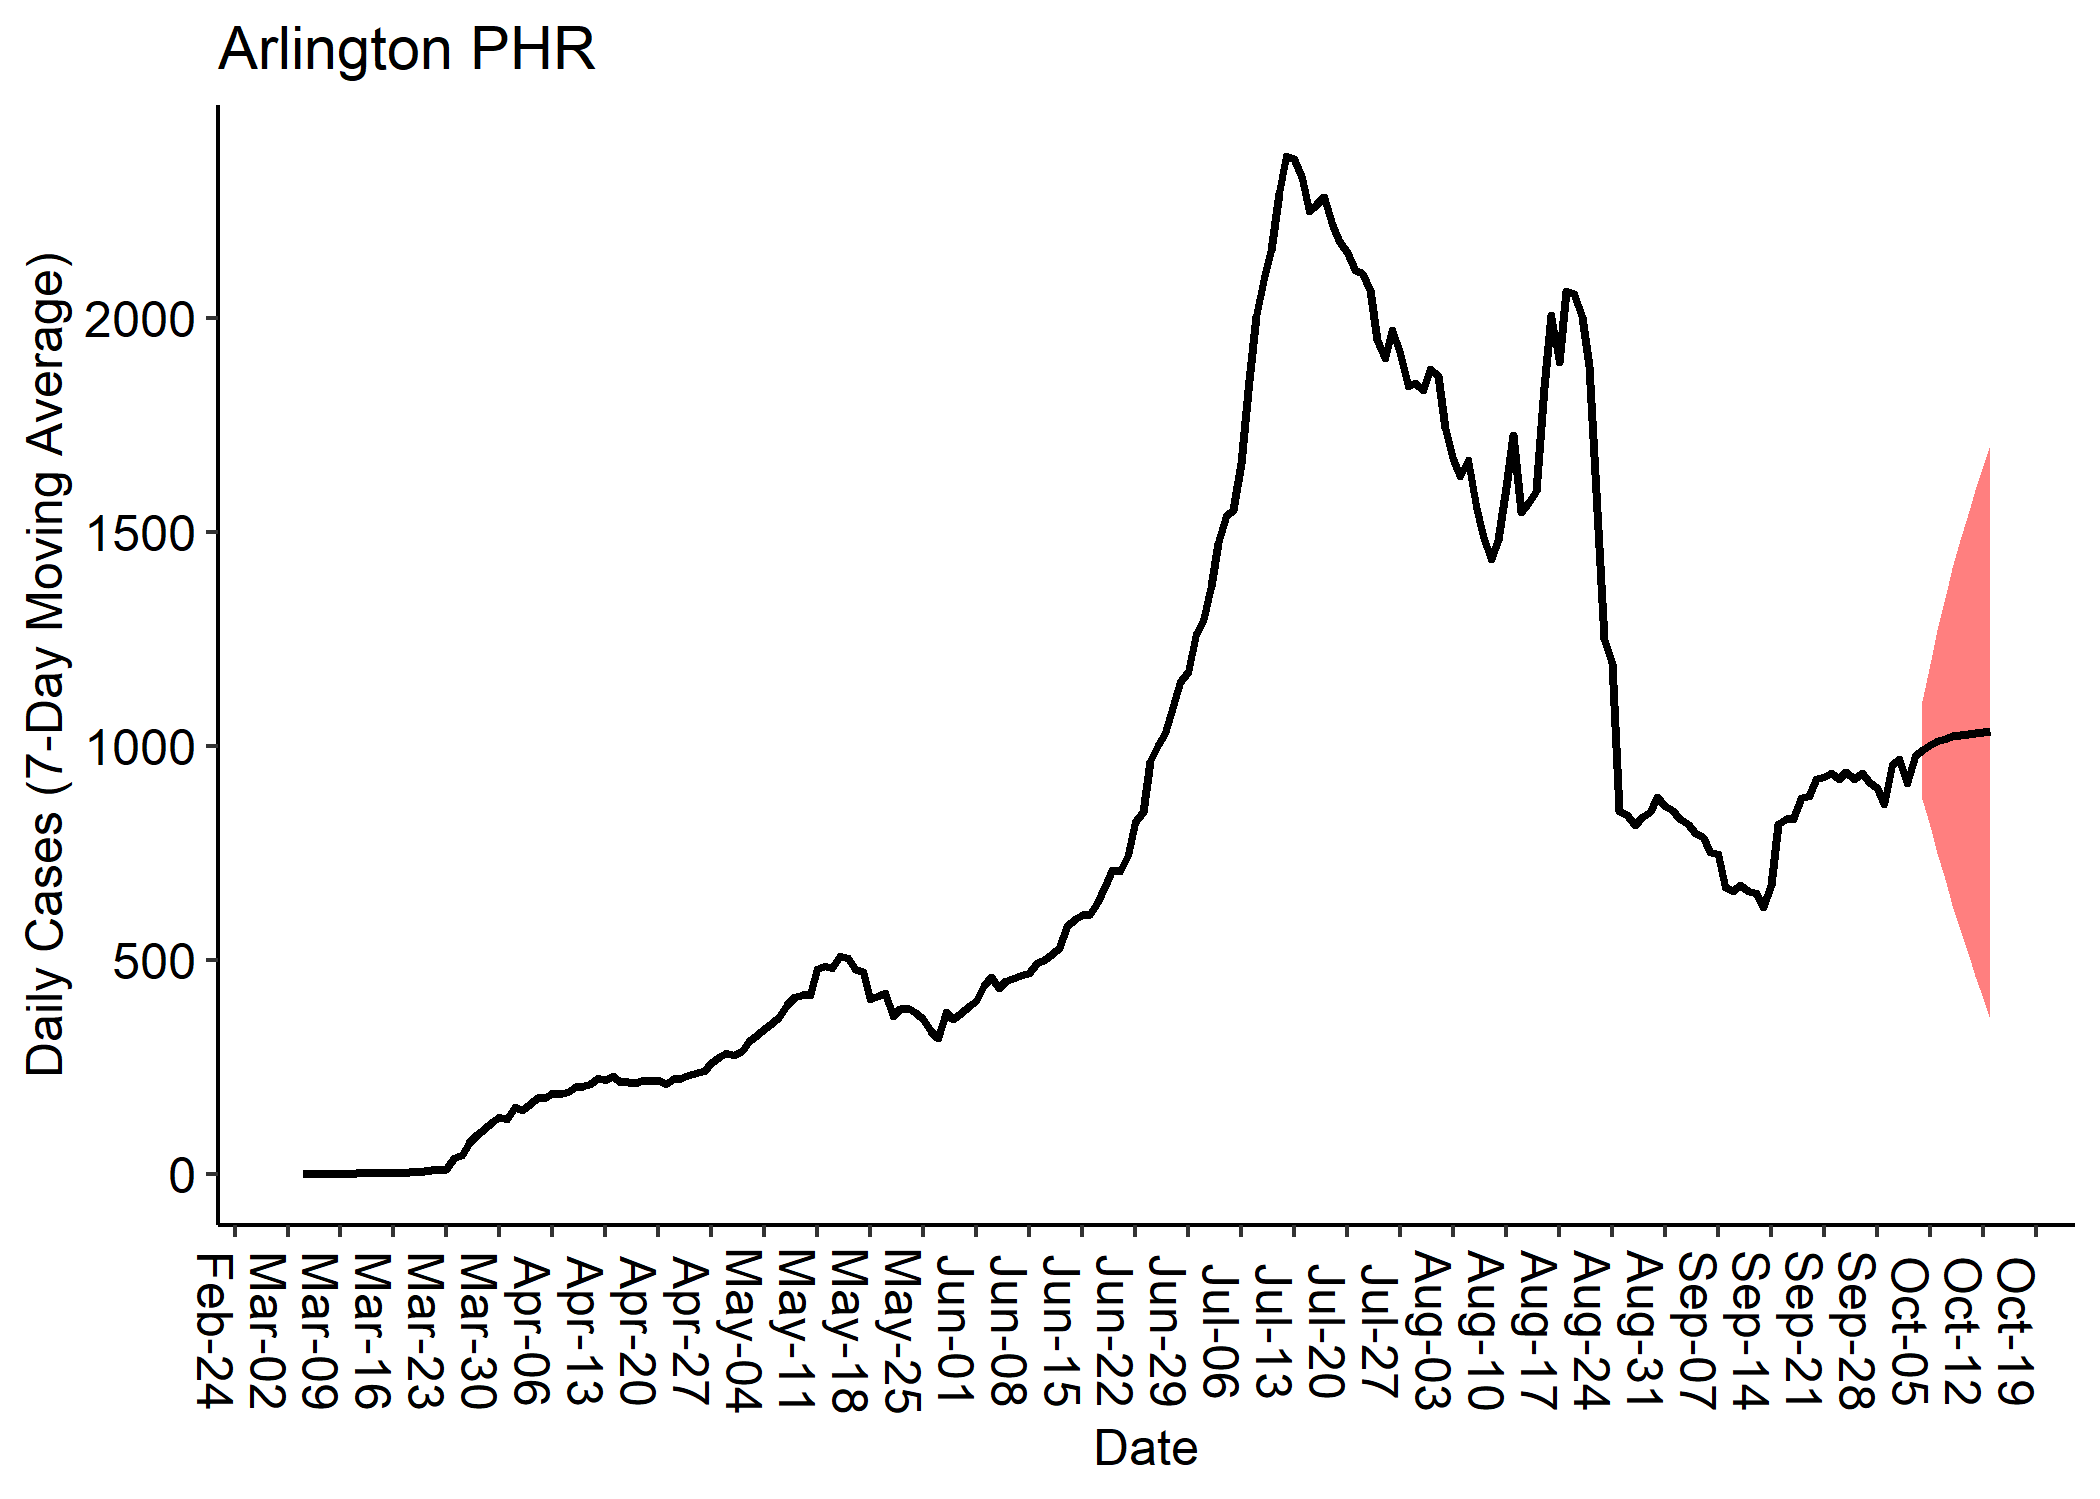 Arlington PHR
Daily Cases (7-Day Moving Average)
2000
1500
1000
500
0
Feb-24
Mar-02
Mar-09
Mar-16
Mar-23
Mar-30
Apr-06
Apr-13
Apr-20
Apr-27
May-04
May-11
May-18
May-25
Jun-01
Jun-08
Jun-15
Jun-22
Jun-29
Jul-06
Jul-13
Jul-20
Jul-27
Aug-03
Aug-10
Aug-17
Aug-24
Aug-31
Sep-07
Sep-14
Sep-21
Sep-28
Oct-05
Oct-12
Oct-19
Date